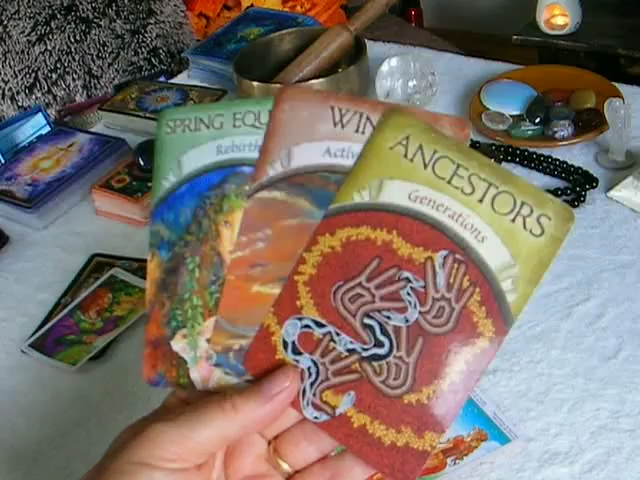 SPRING EQU
Rebirth
WIN
Activ
ANCESTORS
Generations